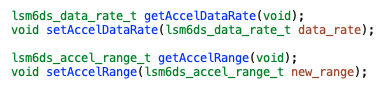 lsm6ds_data_rate_t getAccelDataRate(void);
void setAccelDataRate(lsm6ds_data_rate_t data_rate);
lsm6ds_accel_range_t getAccelRange(void);
void setAccelRange(lsm6ds_accel_range_t new_range);